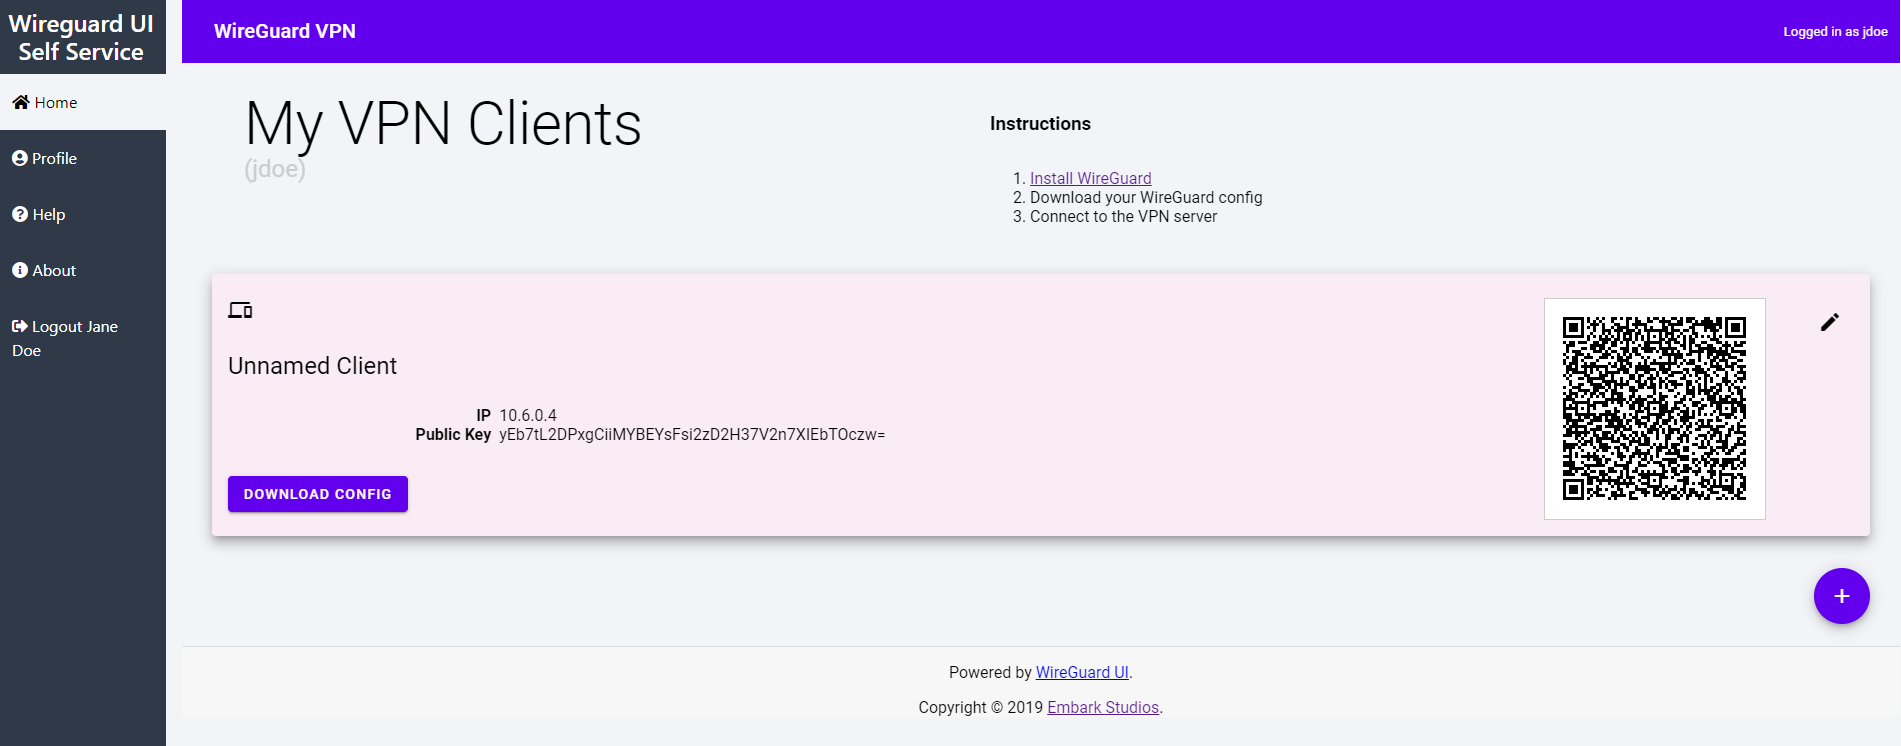 Wireguard UI
Self Service
Home
Profile
Help
About
Logout Jane
Doe
WireGuard VPN
Logged in as jdoe
My VPN Clients
(jdoe)
Instructions
1. Install WireGuard
2. Download your WireGuard config
3. Connect to the VPN server
Unnamed Client
IP 10.6.0.4
Public Key yEb7tL2DPxgCiiMYBEYsFsi2zD2H37V2n7XIEbTOczw=
DOWNLOAD CONFIG
Powered by WireGuard UI.
Copyright © 2019 Embark Studios.